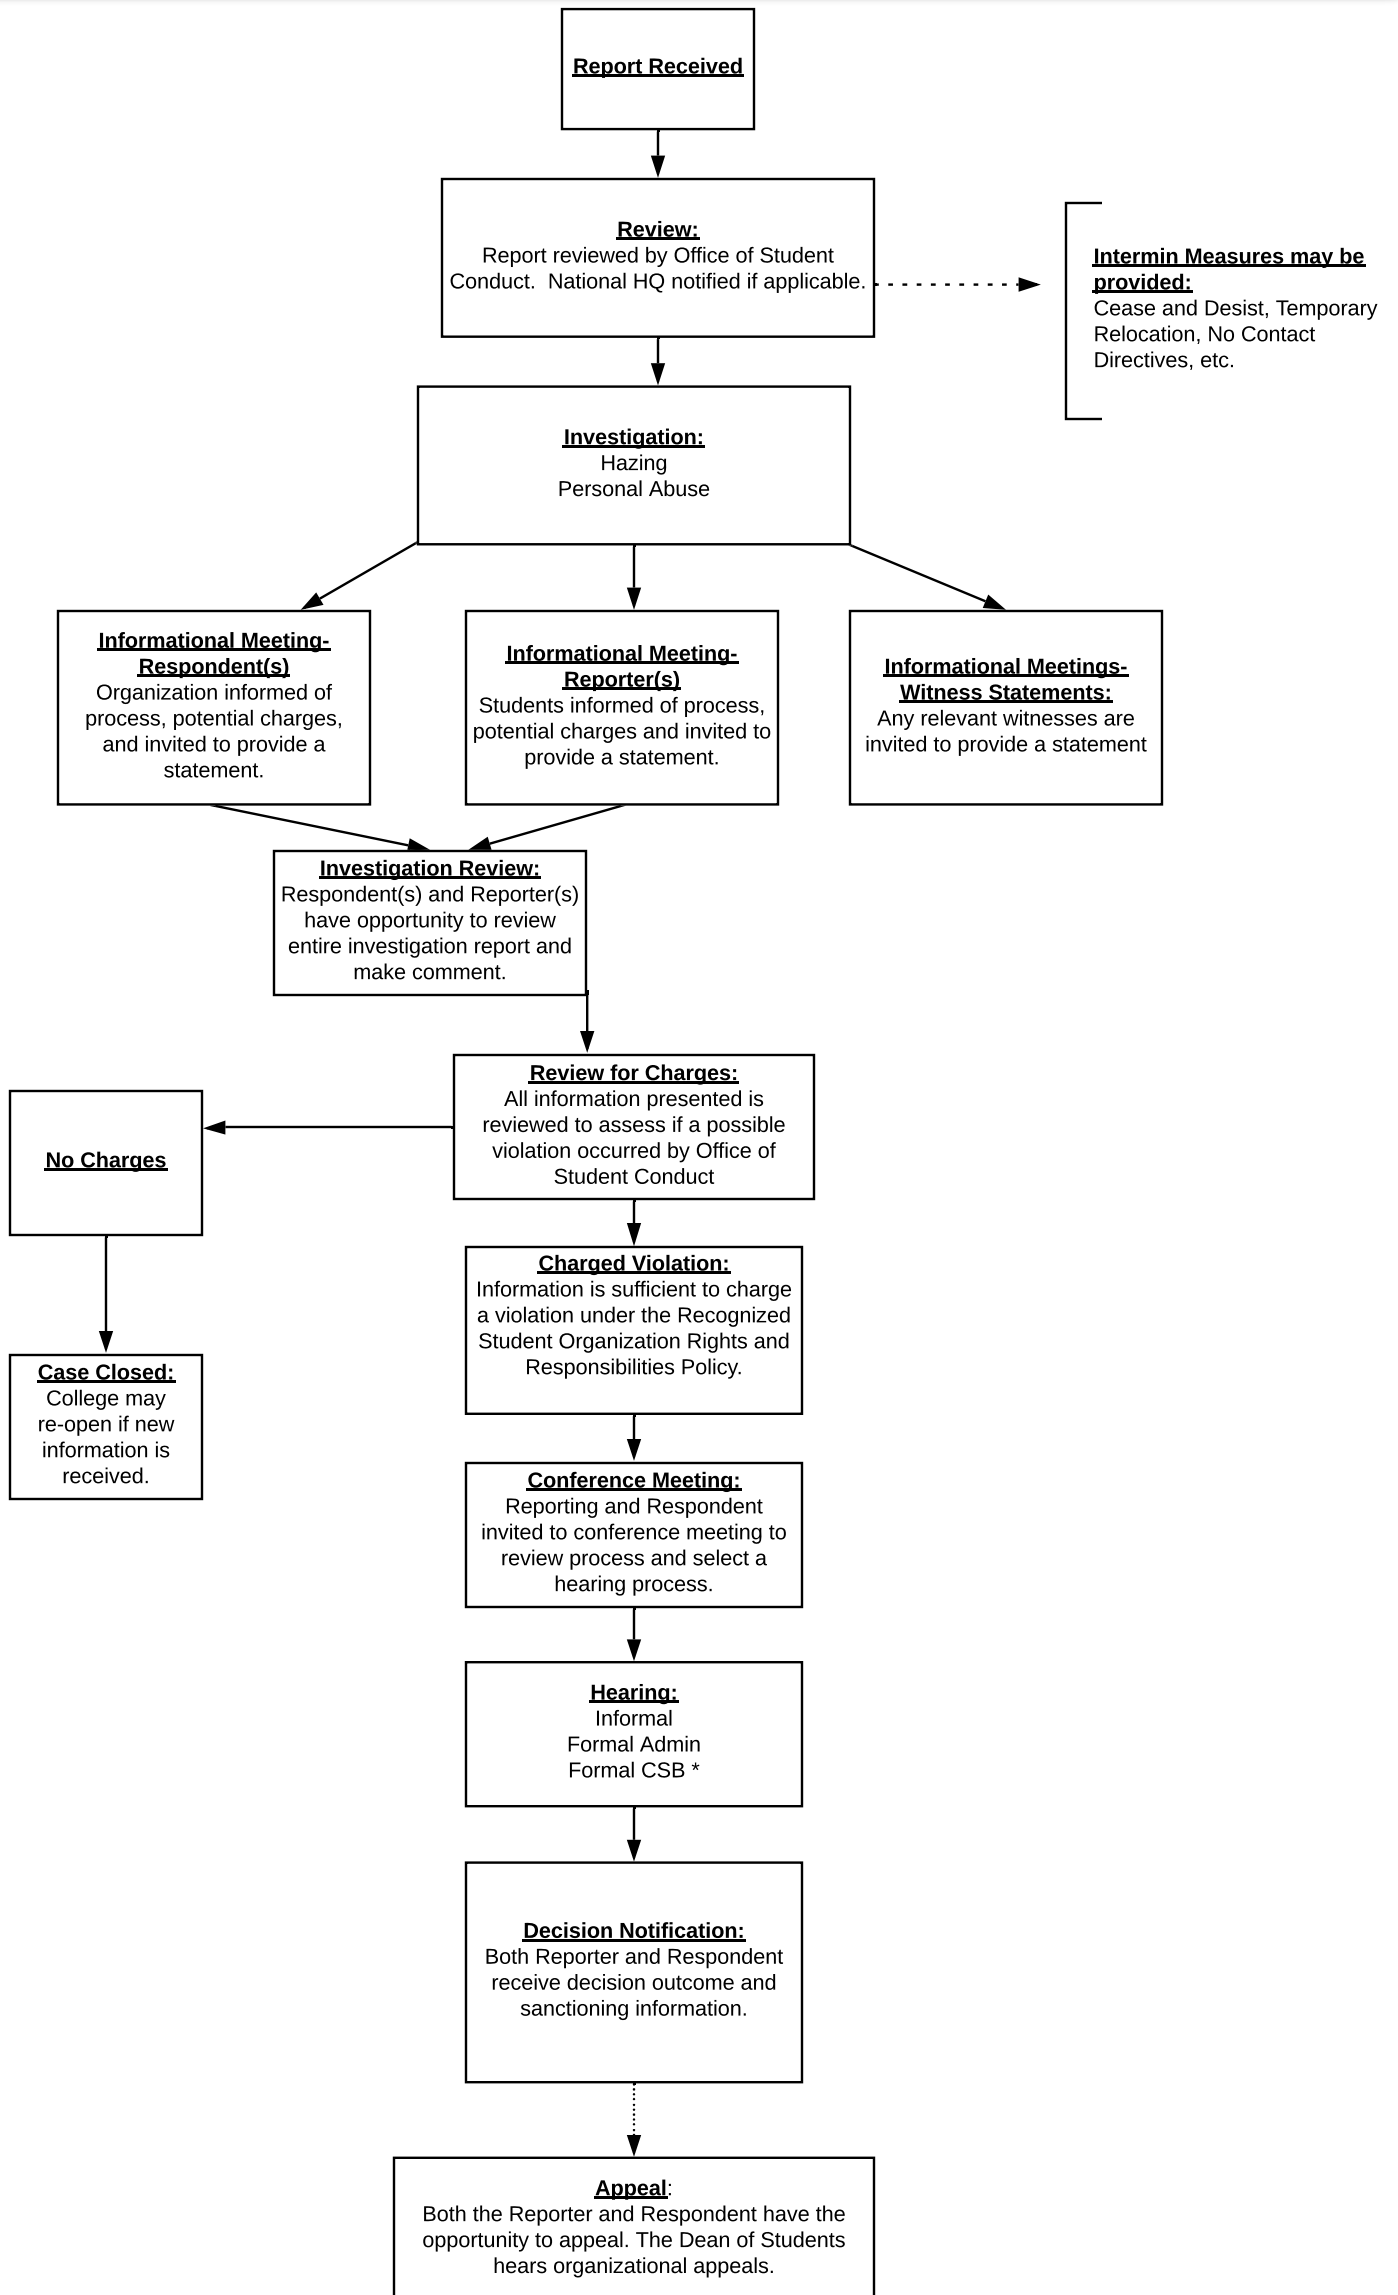 Report Received
Review:
Report reviewed by Office of Student
Conduct.  National HQ notified if applicable.
Intermin Measures may be
provided:
Cease and Desist, Temporary
Relocation, No Contact
Directives, etc.
Investigation:
Hazing
Personal Abuse
Informational Meeting-
Respondent(s)
Organization informed of
process, potential charges,
and invited to provide a
statement.
Informational Meeting-
Reporter(s)
Students informed of process,
potential charges and invited to
provide a statement.
Informational Meetings-
Witness Statements:
Any relevant witnesses are
invited to provide a statement
Investigation Review:
Respondent(s) and Reporter(s)
have opportunity to review
entire investigation report and
make comment.
Review for Charges:
All information presented is
reviewed to assess if a possible
violation occurred by Office of
Student Conduct
No Charges
Charged Violation:
Information is sufficient to charge
a violation under the Recognized
Student Organization Rights and
Responsibilities Policy.
Case Closed:
College may
re-open if new
information is
received.
Conference Meeting:
Reporting and Respondent
invited to conference meeting to
review process and select a
hearing process.
Hearing:
Informal
Formal Admin
Formal CSB *
Decision Notification:
Both Reporter and Respondent
receive decision outcome and
sanctioning information.
Appeal:
Both the Reporter and Respondent have the
opportunity to appeal. The Dean of Students
hears organizational appeals.